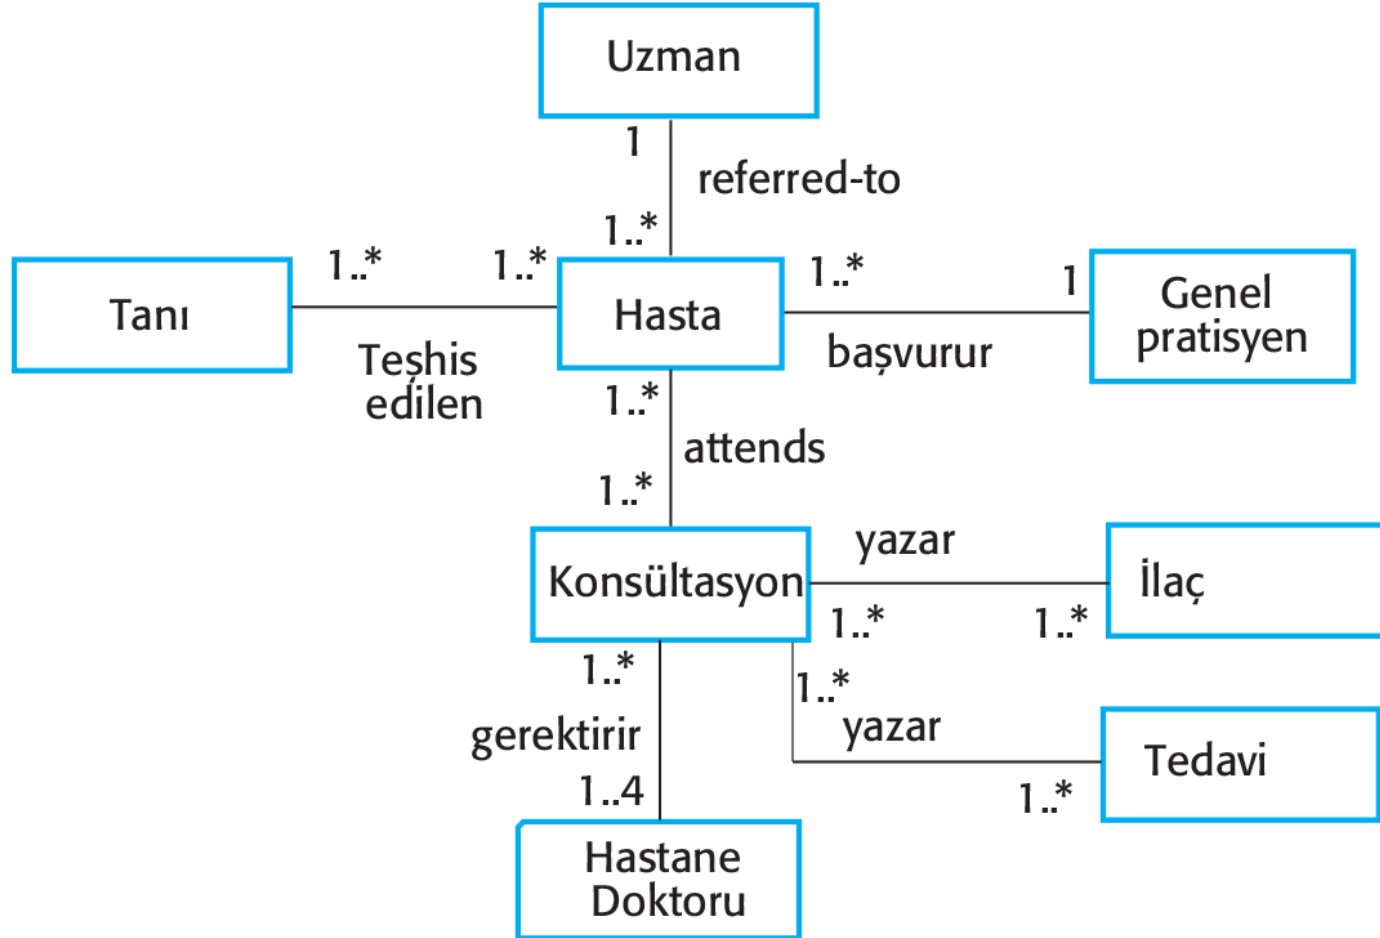 Uzman
1
referred-to
1..*
Tanı
1..*
1..*
Teşhis
edilen
Hasta
1..*
1
başvurur
Genel
pratisyen
1..*
attends
1..*
Konsültasyon
yazar
1..*
1..*
İlaç
1..*
gerektirir
1..4
1..*
yazar
1..*
Tedavi
Hastane
Doktoru